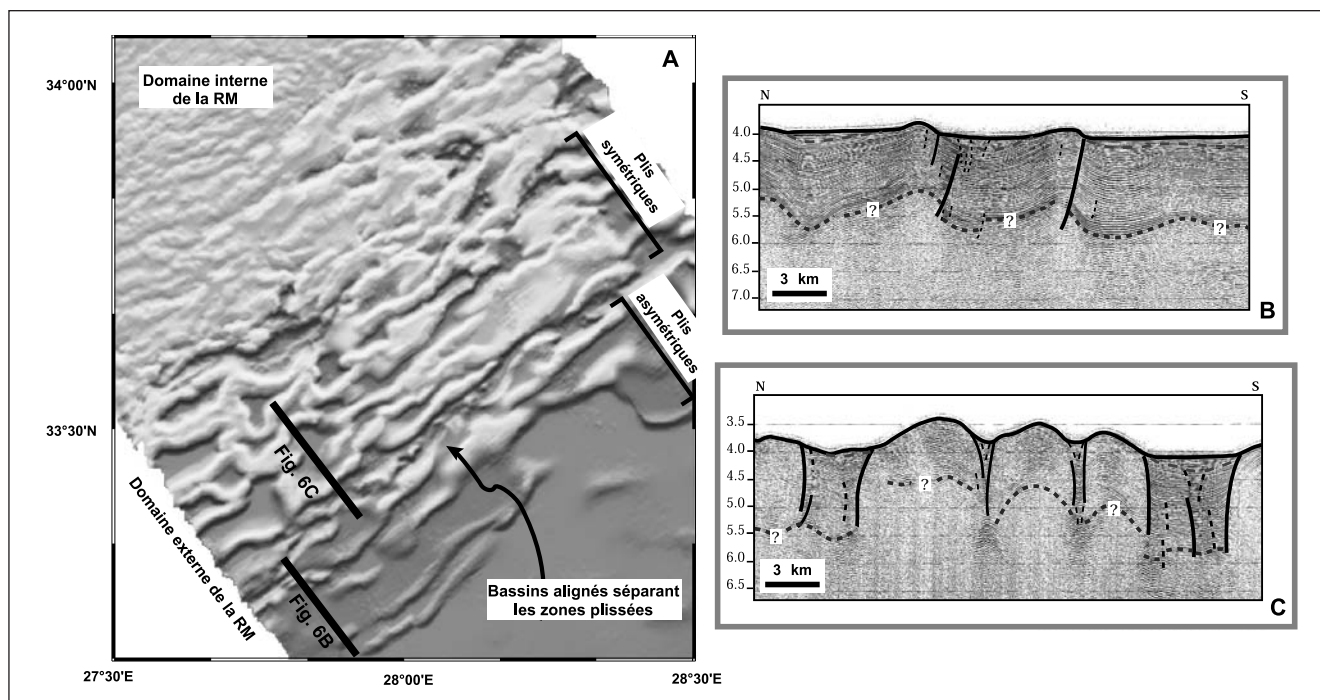 A
Domaine interne
de la RM
34°00'N
33°30'N
Plis
symétriques
Plis
asymétriques
Fig. 6C
Fig. 6B
Domaine externe de la RM
Bassins alignés séparant
les zones plissées
27°30'E
28°00'E
28°30'E
N
S
4.0
4.5
5.0
5.5
6.0
6.5
7.0
?
?
?
3 km
B
N
S
3.5
4.0
4.5
5.0
5.5
6.0
6.5
?
?
?
3 km
C